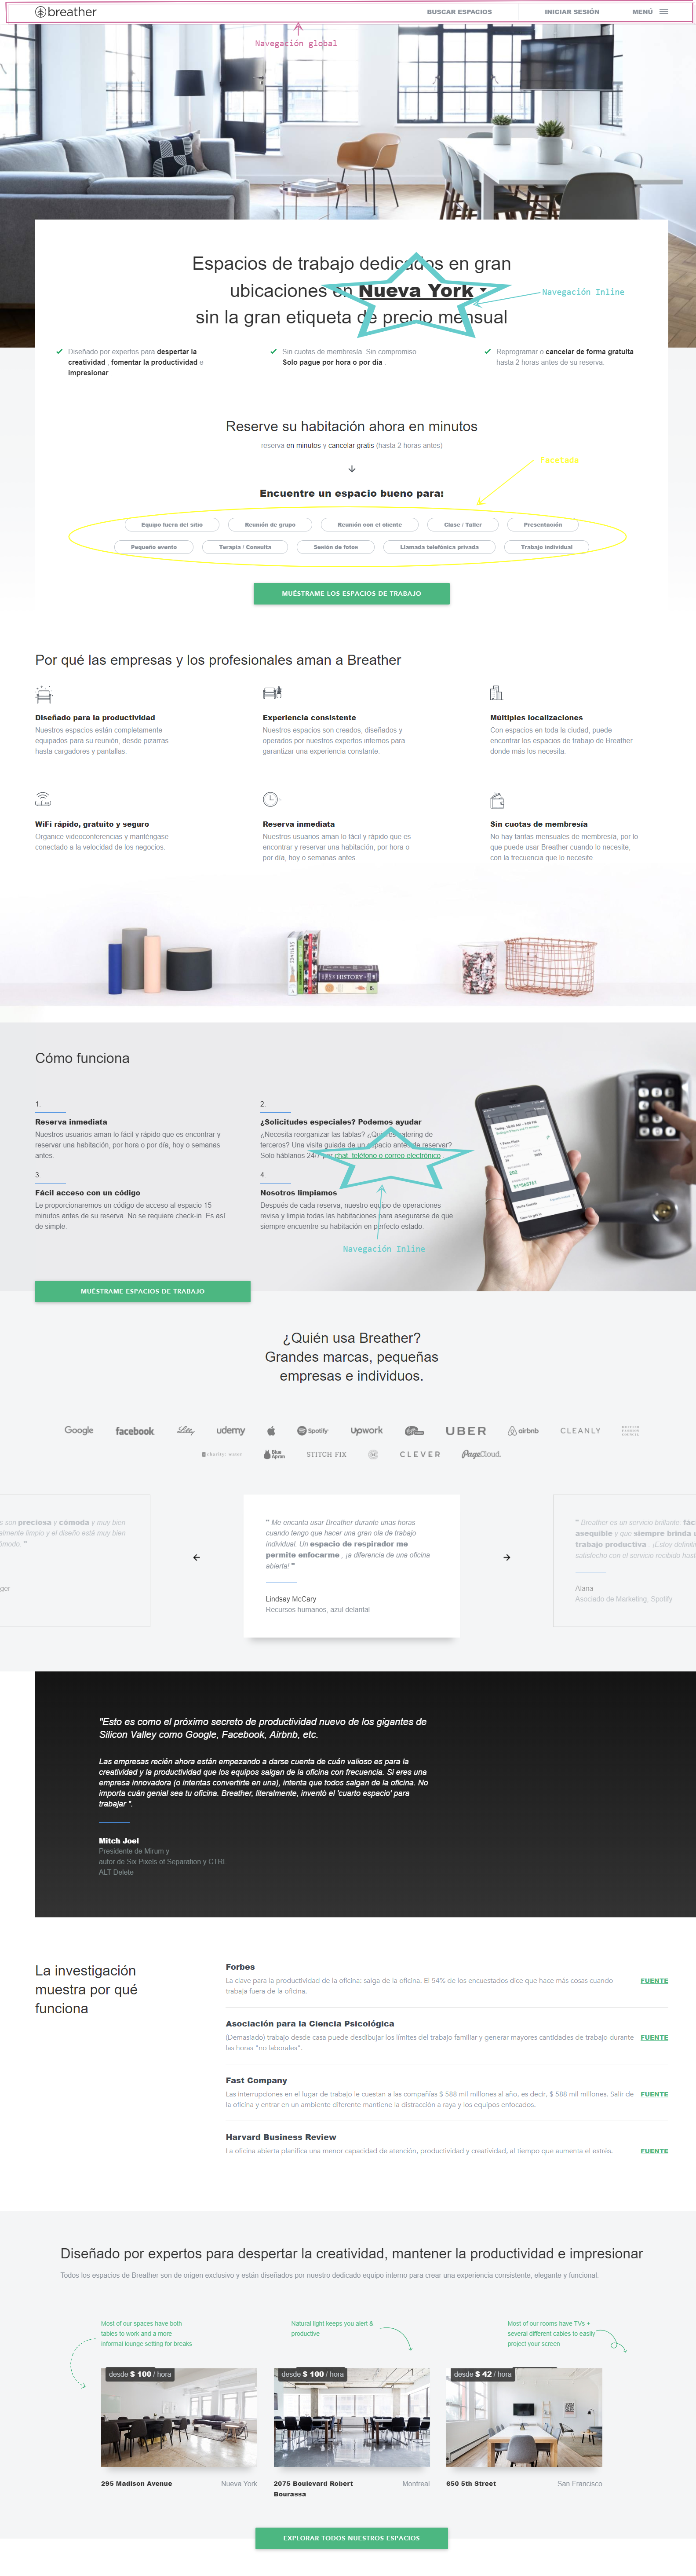 breather
BUSCAR ESPACIOS
INICIAR SESIÓN
MENÚ
Navegación global
Espacios de trabajo dedicados en gran
ubicaciones en Nueva York
sin la gran etiqueta de precio mensual
Navegación Inline
Diseñado por expertos para despertar la
creatividad , fomentar la productividad e
impresionar
Sin cuotas de membresía. Sin compromiso.
Solo pague por hora o por día
Reprogramar o cancelar de forma gratuita
hasta 2 horas antes de su reserva.
Reserve su habitación ahora en minutos
reserva en minutos y cancelar gratis (hasta 2 horas antes)
Encuentre un espacio bueno para:
Equipo fuera del sitio
Reunión de grupo
Reunión con el cliente
Clase / Taller
Presentación
Pequeño evento
Terapia / Consulta
Sesión de fotos
Llamada telefónica privada
Trabajo individual
MUÉSTRAME LOS ESPACIOS DE TRABAJO
Por qué las empresas y los profesionales aman a Breather
Diseñado para la productividad
Nuestros espacios están completamente
equipados para su reunión, desde pizarras
hasta cargadores y pantallas.
Experiencia consistente
Nuestros espacios son creados, diseñados y
operados por nuestros expertos internos para
garantizar una experiencia constante.
Múltiples localizaciones
Con espacios en toda la ciudad, puede
encontrar los espacios de trabajo de Breather
donde más los necesita.
WiFi rápido, gratuito y seguro
Organice videoconferencias y manténgase
conectado a la velocidad de los negocios.
Reserva inmediata
Nuestros usuarios aman lo fácil y rápido que es
encontrar y reservar una habitación, por hora o
por día, hoy o semanas antes.
Sin cuotas de membresía
No hay tarifas mensuales de membresía, por lo
que puede usar Breather cuando lo necesite,
con la frecuencia que lo necesite.
HISTORY
Cómo funciona
1.
Reserva inmediata
Nuestros usuarios aman lo fácil y rápido que el encontrar y
reservar una habitación, por hora o por día, hoy o semanas
antes.
2.
¿Solicitudes especiales? Podemos ayudar
¿Necesita reorganizar las tablas? ¿Quiere catering de
terceros? Una visita guiada de un espacio antes de reservar?
Solo háblanos 24/7 por chat, teléfono o correo electrónico
3.
Fácil acceso con un código
Le proporcionaremos un código de acceso al espacio 15
minutos antes de su reserva. No se requiere check-in. Es así
de simple.
4.
Nosotros limpiamos
Después de cada reserva, nuestro equipo de operaciones
revisa y limpia todas las habitaciones para asegurarse de que
siempre encuentre su habitación en perfecto estado.
Navegación Inline
MUÉSTRAME ESPACIOS DE TRABAJO
¿Quién usa Breather?
Grandes marcas, pequeñas
empresas e individuos.
Google
facebook
Lilly
udemy
Spotify
upwork
UBER
airbnb
CLEANLY
charity: water
Blue Apron
STITCH FIX
CLEVER
PageCloud.
s son preciosa y cómoda y muy bien
almente limpio y el diseño está muy bien
ómodo. "
ger
" Me encanta usar Breather durante unas horas
cuando tengo que hacer una gran ola de trabajo
individual. Un espacio de respirador me
permite enfocarme , ¡a diferencia de una oficina
abierta! "
Lindsay McCary
Recursos humanos, azul delantal
" Breather es un servicio brillante: fác
asequible y que siempre brinda u
trabajo productiva . ¡Estoy definiti
satisfecho con el servicio recibido hast
Alana
Asociado de Marketing, Spotify
"Esto es como el próximo secreto de productividad nuevo de los gigantes de
Silicon Valley como Google, Facebook, Airbnb, etc.
Las empresas recién ahora están empezando a darse cuenta de cuán valioso es para la
creatividad y la productividad que los equipos salgan de la oficina con frecuencia. Si eres una
empresa innovadora (o intentas convertirte en una), intenta que todos salgan de la oficina. No
importa cuán genial sea tu oficina. Breather, literalmente, inventó el 'cuarto espacio' para
trabajar ".
Mitch Joel
Presidente de Mirum y
autor de Six Pixels of Separation y CTRL
ALT Delete
La investigación
muestra por qué
funciona
Forbes
La clave para la productividad de la oficina: salga de la oficina. El 54% de los encuestados dice que hace más cosas cuando
trabaja fuera de la oficina.
FUENTE
Asociación para la Ciencia Psicológica
(Demasiado) trabajo desde casa puede desdibujar los límites del trabajo familiar y generar mayores cantidades de trabajo durante
las horas "no laborales".
FUENTE
Fast Company
Las interrupciones en el lugar de trabajo le cuestan a las compañías $ 588 mil millones al año, es decir, $ 588 mil millones. Salir de
la oficina y entrar en un ambiente diferente mantiene la distracción a raya y los equipos enfocados.
FUENTE
Harvard Business Review
La oficina abierta planifica una menor capacidad de atención, productividad y creatividad, al tiempo que aumenta el estrés.
FUENTE
Diseñado por expertos para despertar la creatividad, mantener la productividad e impresionar
Todos los espacios de Breather son de origen exclusivo y están diseñados por nuestro dedicado equipo interno para crear una experiencia consistente, elegante y funcional.
Most of our spaces have both
tables to work and a more
informal lounge setting for breaks
Natural light keeps you alert &
productive
Most of our rooms have TVs +
several different cables to easily
project your screen
desde $ 100 / hora
desde $ 100 / hora
desde $ 42 / hora
295 Madison Avenue
Nueva York
2075 Boulevard Robert
Bourassa
Montreal
650 5th Street
San Francisco
EXPLORAR TODOS NUESTROS ESPACIOS